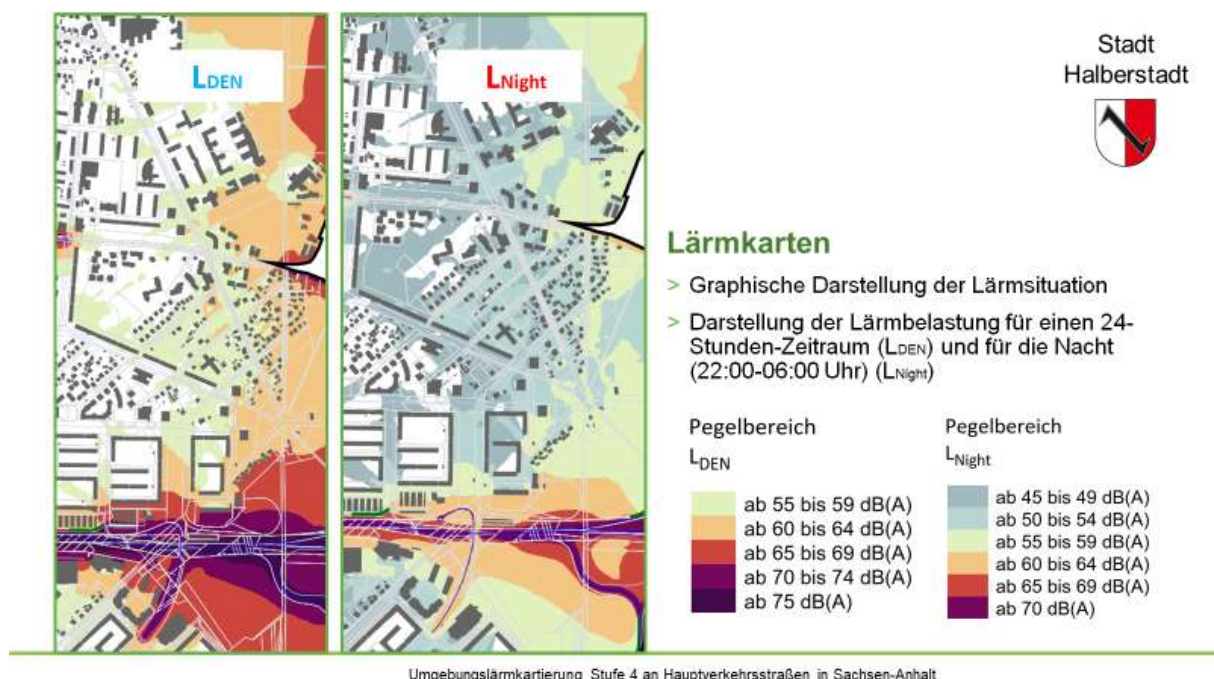 LDEN
LNight
Stadt
Halberstadt
Lärmkarten
> Graphische Darstellung der Lärmsituation
> Darstellung der Lärmbelastung für einen 24-
Stunden-Zeitraum (LDEN) und für die Nacht
(22:00-06:00 Uhr) (LNight)
Pegelbereich
LDEN
ab 55 bis 59 dB(A)
ab 60 bis 64 dB(A)
ab 65 bis 69 dB(A)
ab 70 bis 74 dB(A)
ab 75 dB(A)
Pegelbereich
LNight
ab 45 bis 49 dB(A)
ab 50 bis 54 dB(A)
ab 55 bis 59 dB(A)
ab 60 bis 64 dB(A)
ab 65 bis 69 dB(A)
ab 70 dB(A)
Umgebungslärmkartierung Stufe 4 an Hauptverkehrsstraßen in Sachsen-Anhalt